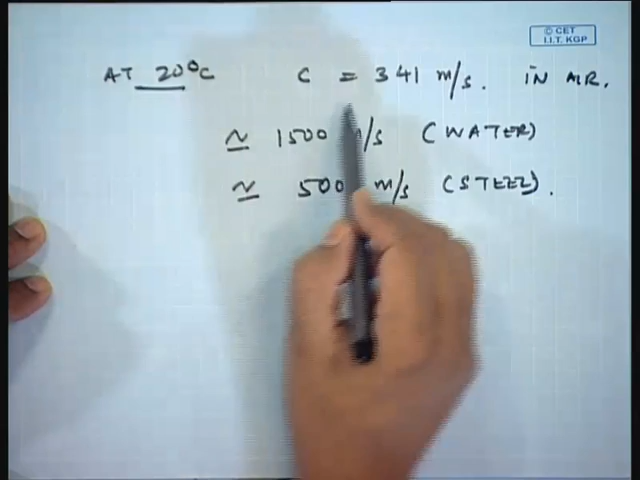 © CET
I.I.T. KGP
AT 20°C C = 341 m/s. IN AIR.
≃ 1500 m/s (WATER)
≃ 500 m/s (STEEL).